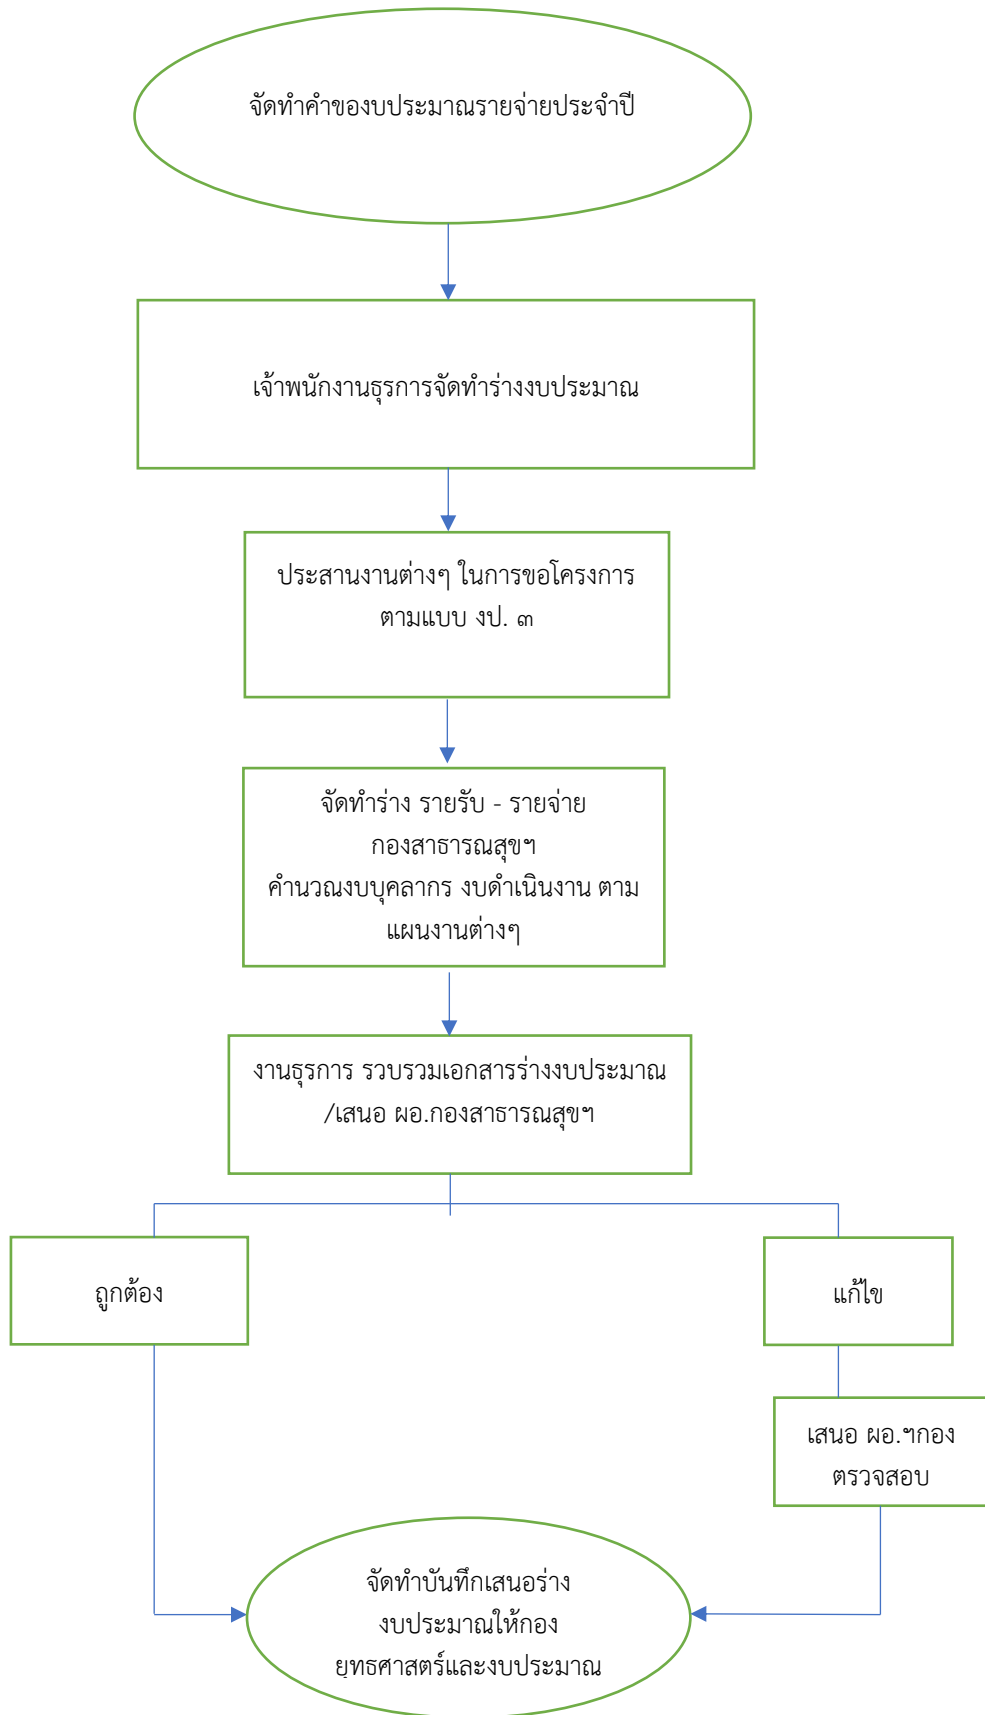 จัดทำคำของบประมาณรายจ่ายประจำปี
เจ้าพนักงานธุรการจัดทำร่างงบประมาณ
ประสานงานต่างๆ ในการขอโครงการ
ตามแบบ งป. ๓
จัดทำร่าง รายรับ - รายจ่าย
กองสาธารณสุขฯ
คำนวณงบบุคลากร งบดำเนินงาน ตาม
แผนงานต่างๆ
งานธุรการ รวบรวมเอกสารร่างงบประมาณ
/เสนอ ผอ.กองสาธารณสุขฯ
ถูกต้อง
แก้ไข
เสนอ ผอ.ฯกอง
ตรวจสอบ
จัดทำบันทึกเสนอร่าง
งบประมาณให้กอง
ยุทธศาสตร์และงบประมาณ